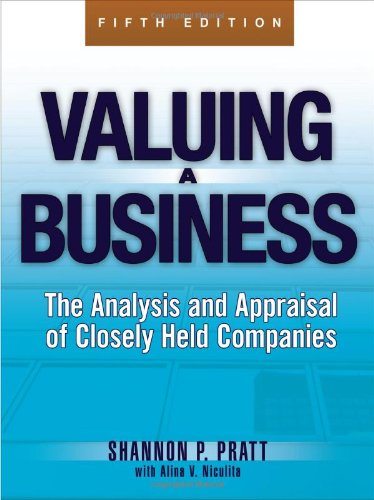 FIFTH EDITION
VALUING
A
BUSINESS
The Analysis and Appraisal
of Closely Held Companies
SHANNON P. PRATT
with Alina V. Niculita